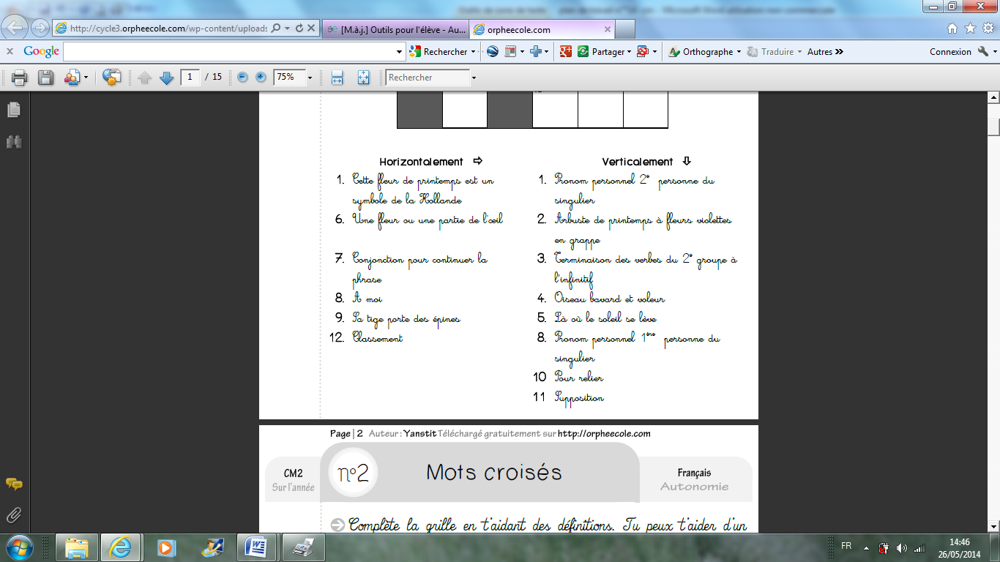 http://cycle3.orpheecole.com/wp-content/uploads
[M.à.j.] Outils pour l'élève - Au...
orpheecole.com
Google
Rechercher
Partager
Orthographe
Traduire
Autres
Connexion
1 / 15
75%
Rechercher
Horizontalement
1. Cette fleur de printemps est un
symbole de la Hollande
6. Une fleur ou une partie de l'œil
7. Conjonction pour continuer la
phrase
8. A moi
9. Sa tige porte des épines
12. Classement
Verticalement
1. Pronom personnel 2° personne du
singulier
2. Arbuste de printemps à fleurs violettes
en grappe
3. Terminaison des verbes du 2° groupe à
l'infinitif
4. Oiseau bavard et voleur
5. Là où le soleil se lève
8. Pronom personnel 1ère personne du
singulier
10 Pour relier
11 Supposition
Page | 2 Auteur : Yanstit Téléchargé gratuitement sur http://orpheecole.com
CM2
Sur l'année
n°2
Mots croisés
Français
Autonomie
Complète la grille en t'aidant des définitions. Tu peux t'aider d'un
FR
14:46
26/05/2014